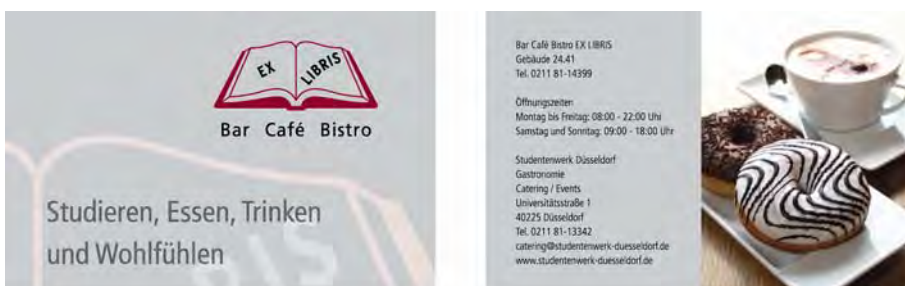 EX LIBRIS
Bar Café Bistro
Studieren, Essen, Trinken
und Wohlfühlen
Bar Café Bistro EX LIBRIS
Gebäude 24.41
Tel. 0211 81-14399
Öffnungszeiten
Montag bis Freitag: 08:00 - 22:00 Uhr
Samstag und Sonntag: 09:00 - 18:00 Uhr
Studentenwerk Düsseldorf
Gastronomie
Catering / Events
Universitätsstraße 1
40225 Düsseldorf
Tel. 0211 81-13342
catering@studentenwerk-duesseldorf.de
www.studentenwerk-duesseldorf.de